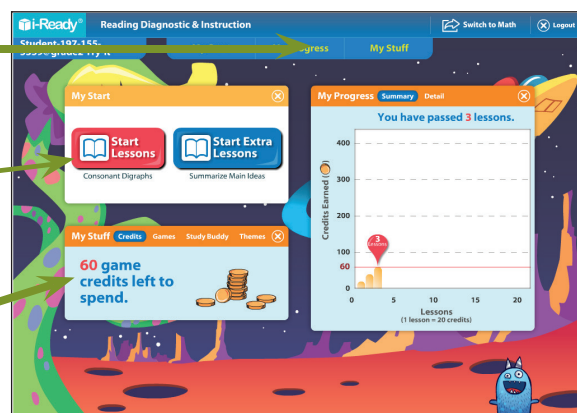 i-Ready®
Reading Diagnostic & Instruction
Switch to Math
Logout
Student-197-155-
My Stuff
My Start
Start Lessons
Consonant Digraphs
Start Extra Lessons
Summarize Main Ideas
My Stuff Credits Games Study Buddy Themes
60 game
credits left to
spend.
My Progress Summary Detail
You have passed 3 lessons.
Credits Earned
400
300
200
100
60
0
3
Lessons
0 5 10 15 20
Lessons
(1 lesson = 20 credits)